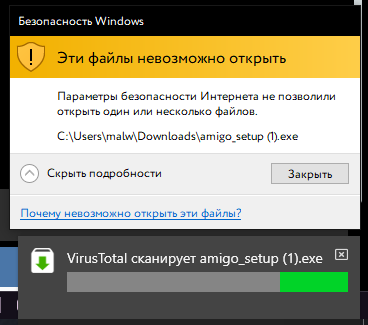 Безопасность Windows
Эти файлы невозможно открыть
Параметры безопасности Интернета не позволили
открыть один или несколько файлов.
C:\Users\malw\Downloads\amigo_setup (1).exe
Скрыть подробности
Закрыть
Почему невозможно открыть эти файлы?
VirusTotal сканирует amigo_setup (1).exe